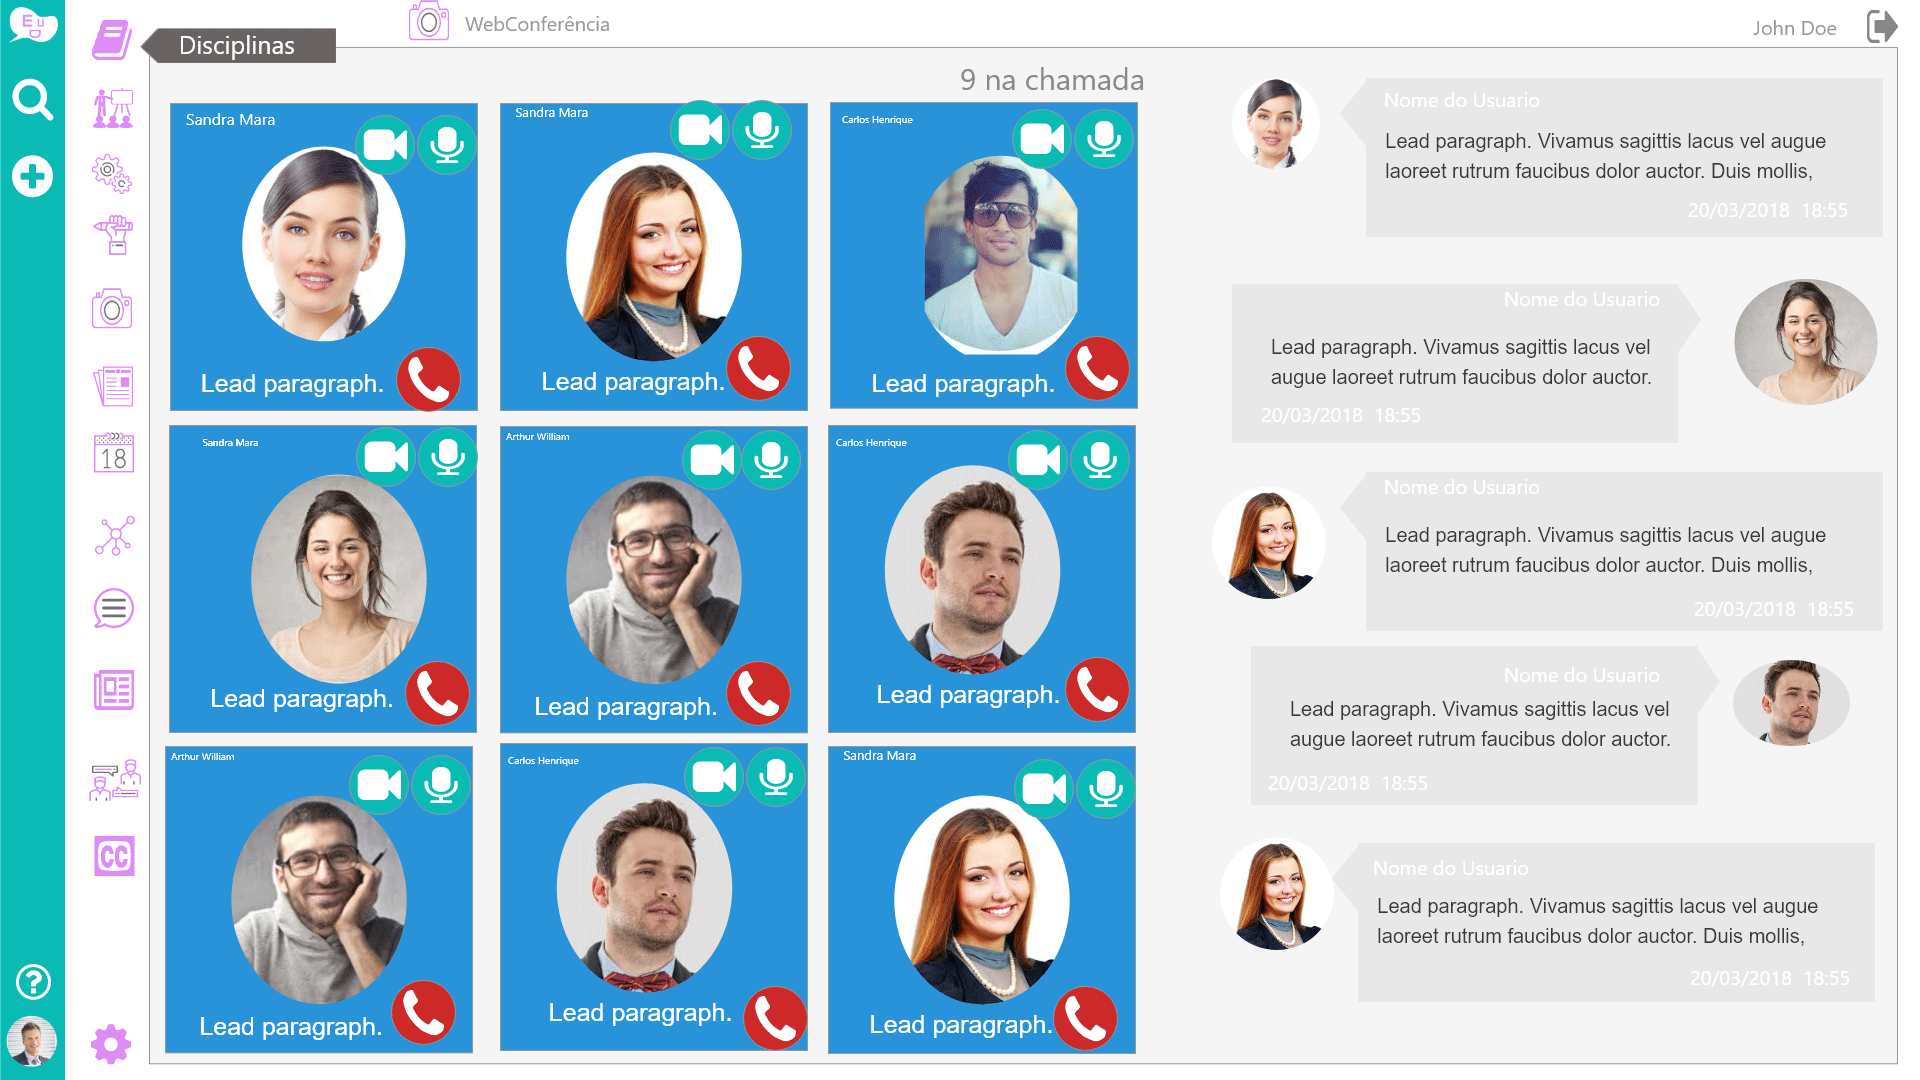 EU
Disciplinas
WebConferência
John Doe
9 na chamada
Sandra Mara
Lead paragraph.
Sandra Mara
Lead paragraph.
Carlos Henrique
Lead paragraph.
Sandra Mara
Lead paragraph.
Arthur William
Lead paragraph.
Carlos Henrique
Lead paragraph.
Arthur William
Lead paragraph.
Carlos Henrique
Lead paragraph.
Sandra Mara
Lead paragraph.
18
CC
Nome do Usuario
Lead paragraph. Vivamus sagittis lacus vel augue
laoreet rutrum faucibus dolor auctor. Duis mollis,
20/03/2018 18:55
Nome do Usuario
Lead paragraph. Vivamus sagittis lacus vel
augue laoreet rutrum faucibus dolor auctor.
20/03/2018 18:55
Nome do Usuario
Lead paragraph. Vivamus sagittis lacus vel augue
laoreet rutrum faucibus dolor auctor. Duis mollis,
20/03/2018 18:55
Nome do Usuario
Lead paragraph. Vivamus sagittis lacus vel
augue laoreet rutrum faucibus dolor auctor.
20/03/2018 18:55
Nome do Usuario
Lead paragraph. Vivamus sagittis lacus vel augue
laoreet rutrum faucibus dolor auctor. Duis mollis,
20/03/2018 18:55